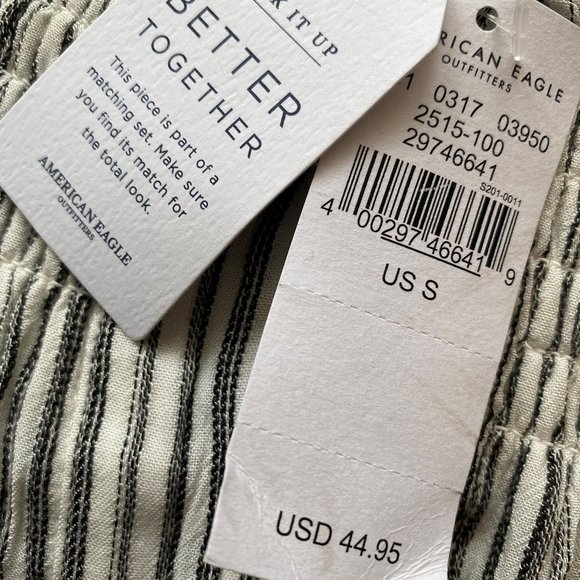 IT UP
BETTER
TOGETHER
This piece is part of a
matching set. Make sure
you find its match for
the total look.
AMERICAN EAGLE
OUTFITTERS
RICAN EAGLE
OUTFITTERS
1 0317 03950
2515-100
29746641
S201-0011
4 00297 46641 9
US S
USD 44.95